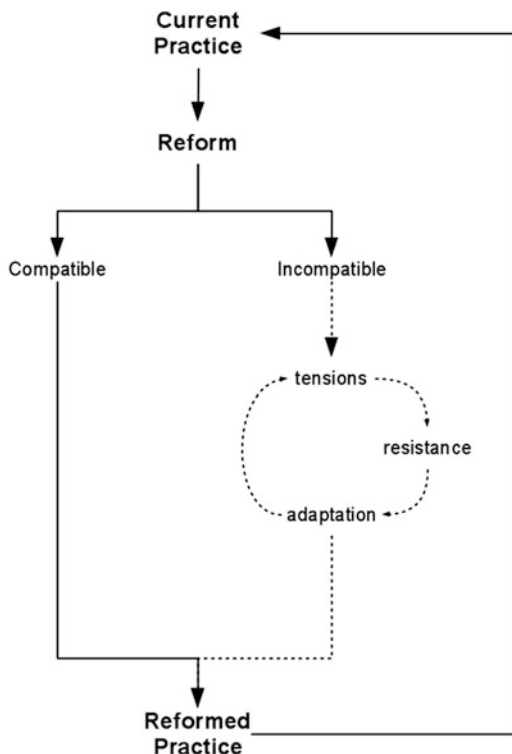 Current
Practice
Reform
Compatible
Incompatible
tensions
resistance
adaptation
Reformed
Practice